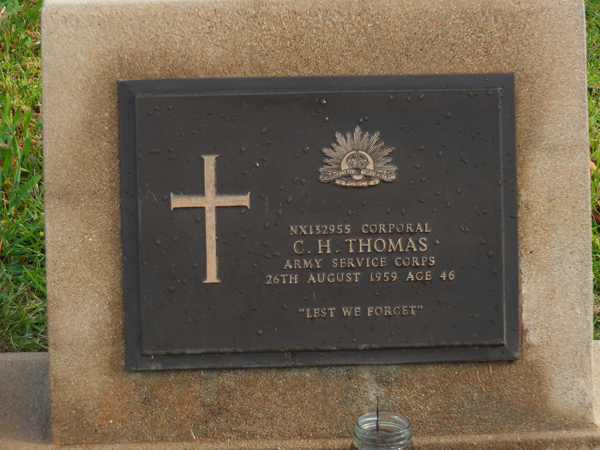 NX132955 CORPORAL
C. H. THOMAS
ARMY SERVICE CORPS
26TH AUGUST 1959 AGE 46
"LEST WE FORGET"